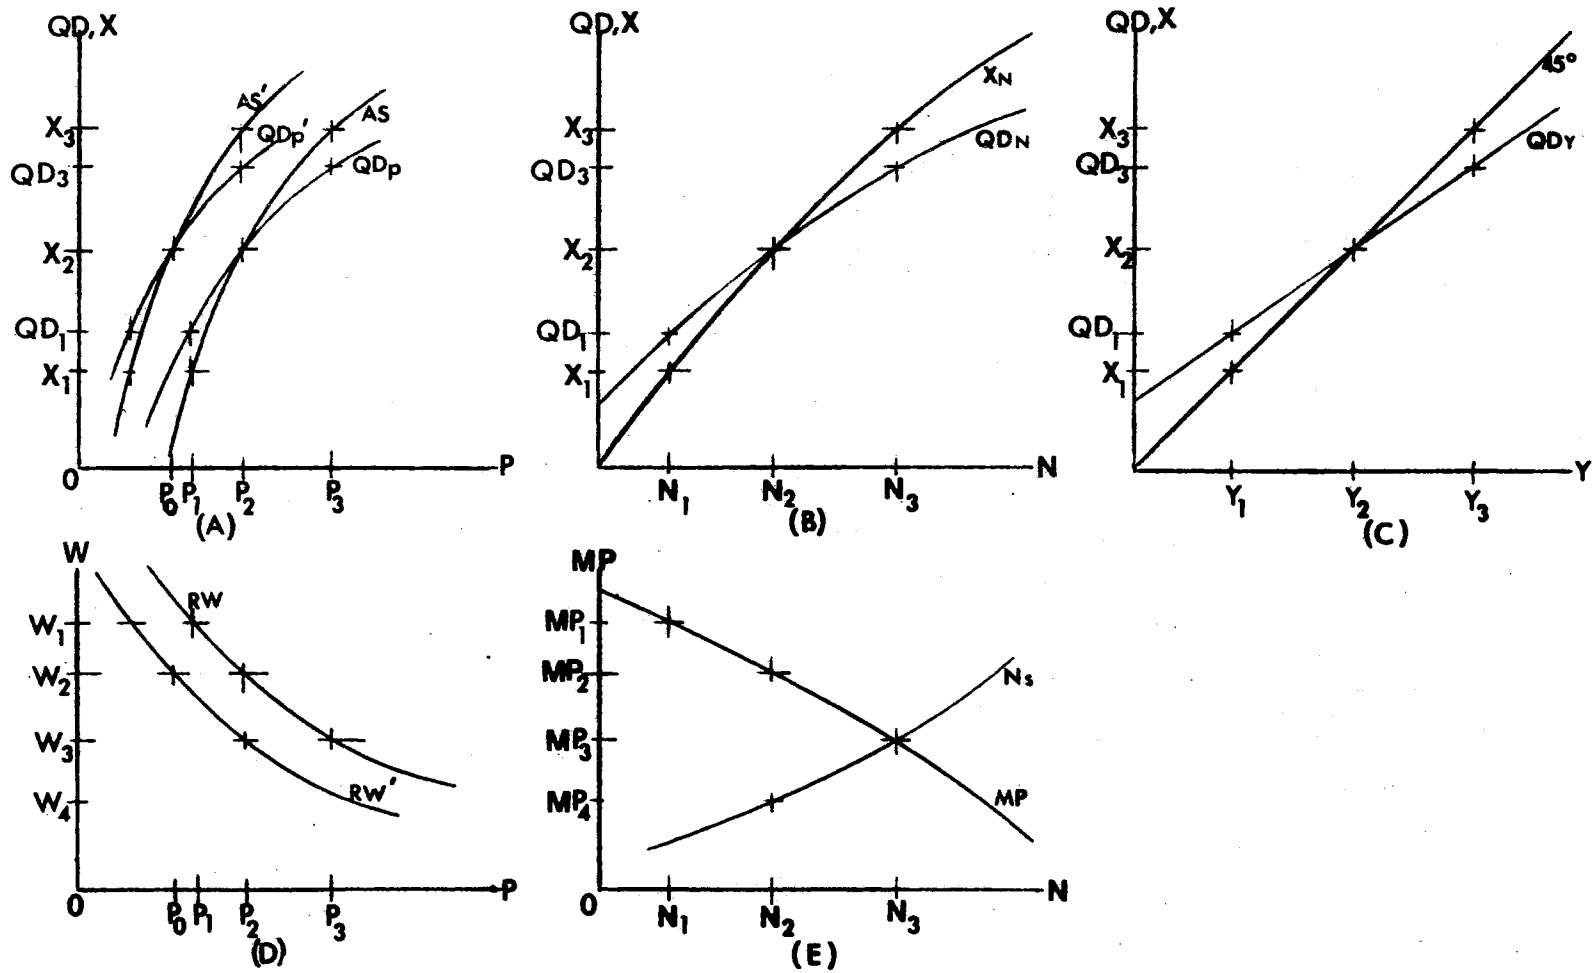 QD,X
AS'
QDp'
AS
QDp
X3
QD3
X2
QD1
X1
0
P0
P1
P2
P3
P
(A)
QD,X
XN
QDN
X3
QD3
X2
QD1
X1
N1
N2
N3
N
(B)
QD,X
45°
QDY
X3
QD3
X2
QD1
X1
Y1
Y2
Y3
Y
(C)
W
RW
RW'
W1
W2
W3
W4
0
P0
P1
P2
P3
P
(D)
MP
MP1
MP2
MP3
MP4
Ns
MP
0
N1
N2
N3
N
(E)